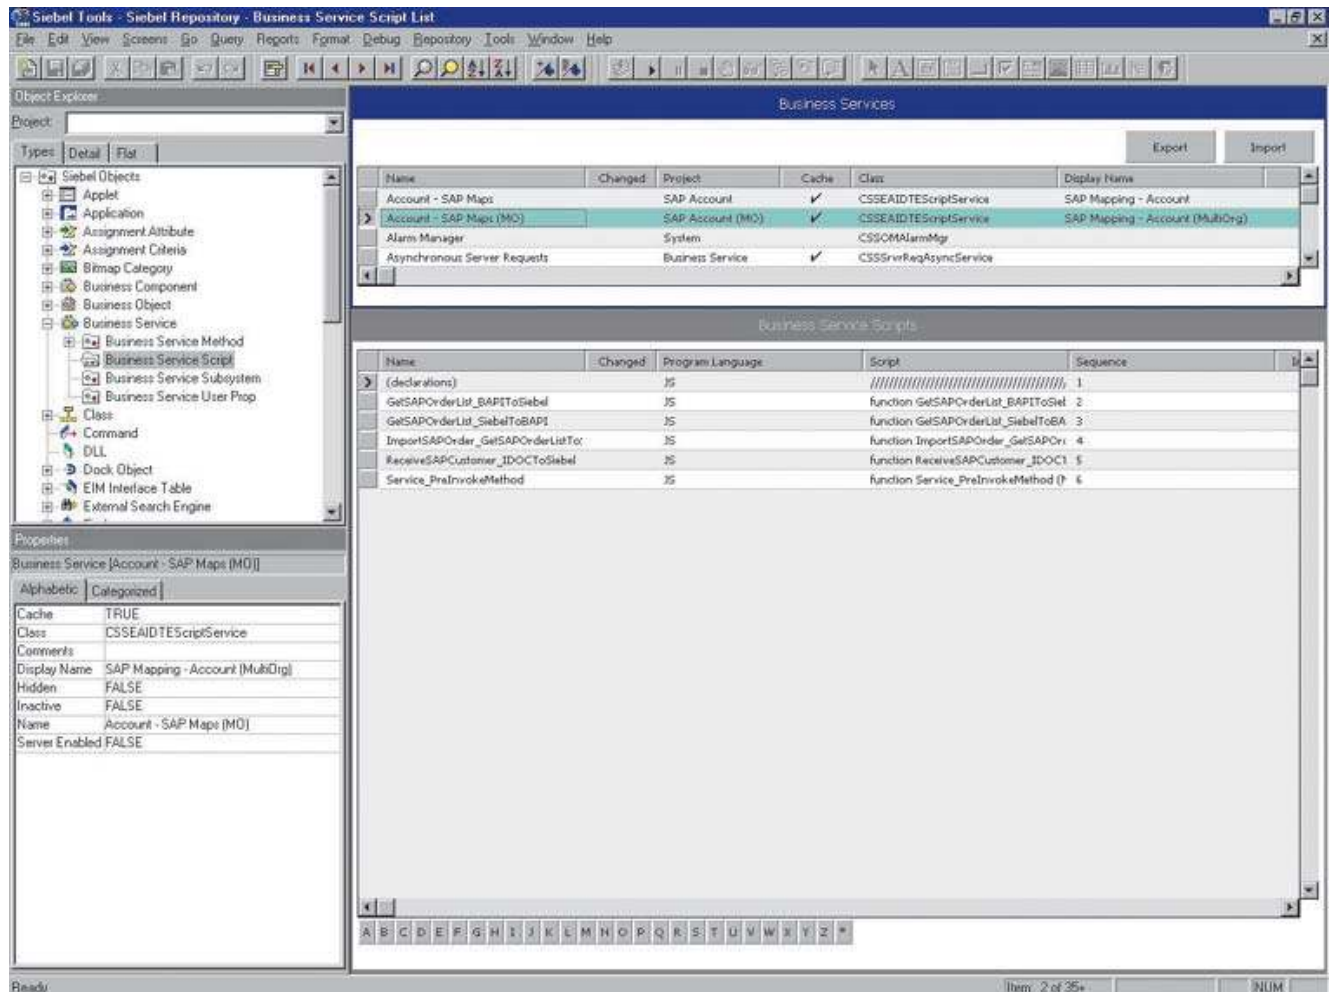 Siebel Tools - Siebel Repository - Business Service Script List
File Edit View Screens Go Query Reports Format Debug Repository Tools Window Help
Object Explorer
Project:
Types Detail Flat
Siebel Objects
Applet
Application
Assignment Attribute
Assignment Criteria
Bitmap Category
Business Component
Business Object
Business Service
Business Service Method
Business Service Script
Business Service Subsystem
Business Service User Prop
Class
Command
DLL
Dock Object
EIM Interface Table
External Search Engine
Properties
Business Service [Account - SAP Maps (MO)]
Alphabetic Categorized
Cache TRUE
Class CSSEAIDTEScriptService
Comments
Display Name SAP Mapping - Account (MultiOrg)
Hidden FALSE
Inactive FALSE
Name Account - SAP Maps (MO)
Server Enabled FALSE
Business Services
Export Import
Name Changed Project Cache Class Display Name
Account - SAP Maps SAP Account ✓ CSSEAIDTEScriptService SAP Mapping - Account
Account - SAP Maps (MO) SAP Account (MO) ✓ CSSEAIDTEScriptService SAP Mapping - Account (MultiOrg)
Alarm Manager System CSSOMAlarmMgr
Asynchronous Server Requests Business Service ✓ CSSSrvrReqAsyncService
Business Service Scripts
Name Changed Program Language Script Sequence
(declarations) JS 1
GetSAPOrderList_BAPIToSiebel JS function GetSAPOrderList_BAPIToSiel 2
GetSAPOrderList_SiebelToBAPI JS function GetSAPOrderList_SiebelToBA 3
ImportSAPOrder_GetSAPOrderListTo: JS function ImportSAPOrder_GetSAPOr 4
ReceiveSAPCustomer_IDOCToSiebel JS function ReceiveSAPCustomer_IDOCT 5
Service_PreInvokeMethod JS function Service_PreInvokeMethod 6
A B C D E F G H I J K L M N O P Q R S T U V W X Y Z *
Ready Item: 2 of 35+ NUM